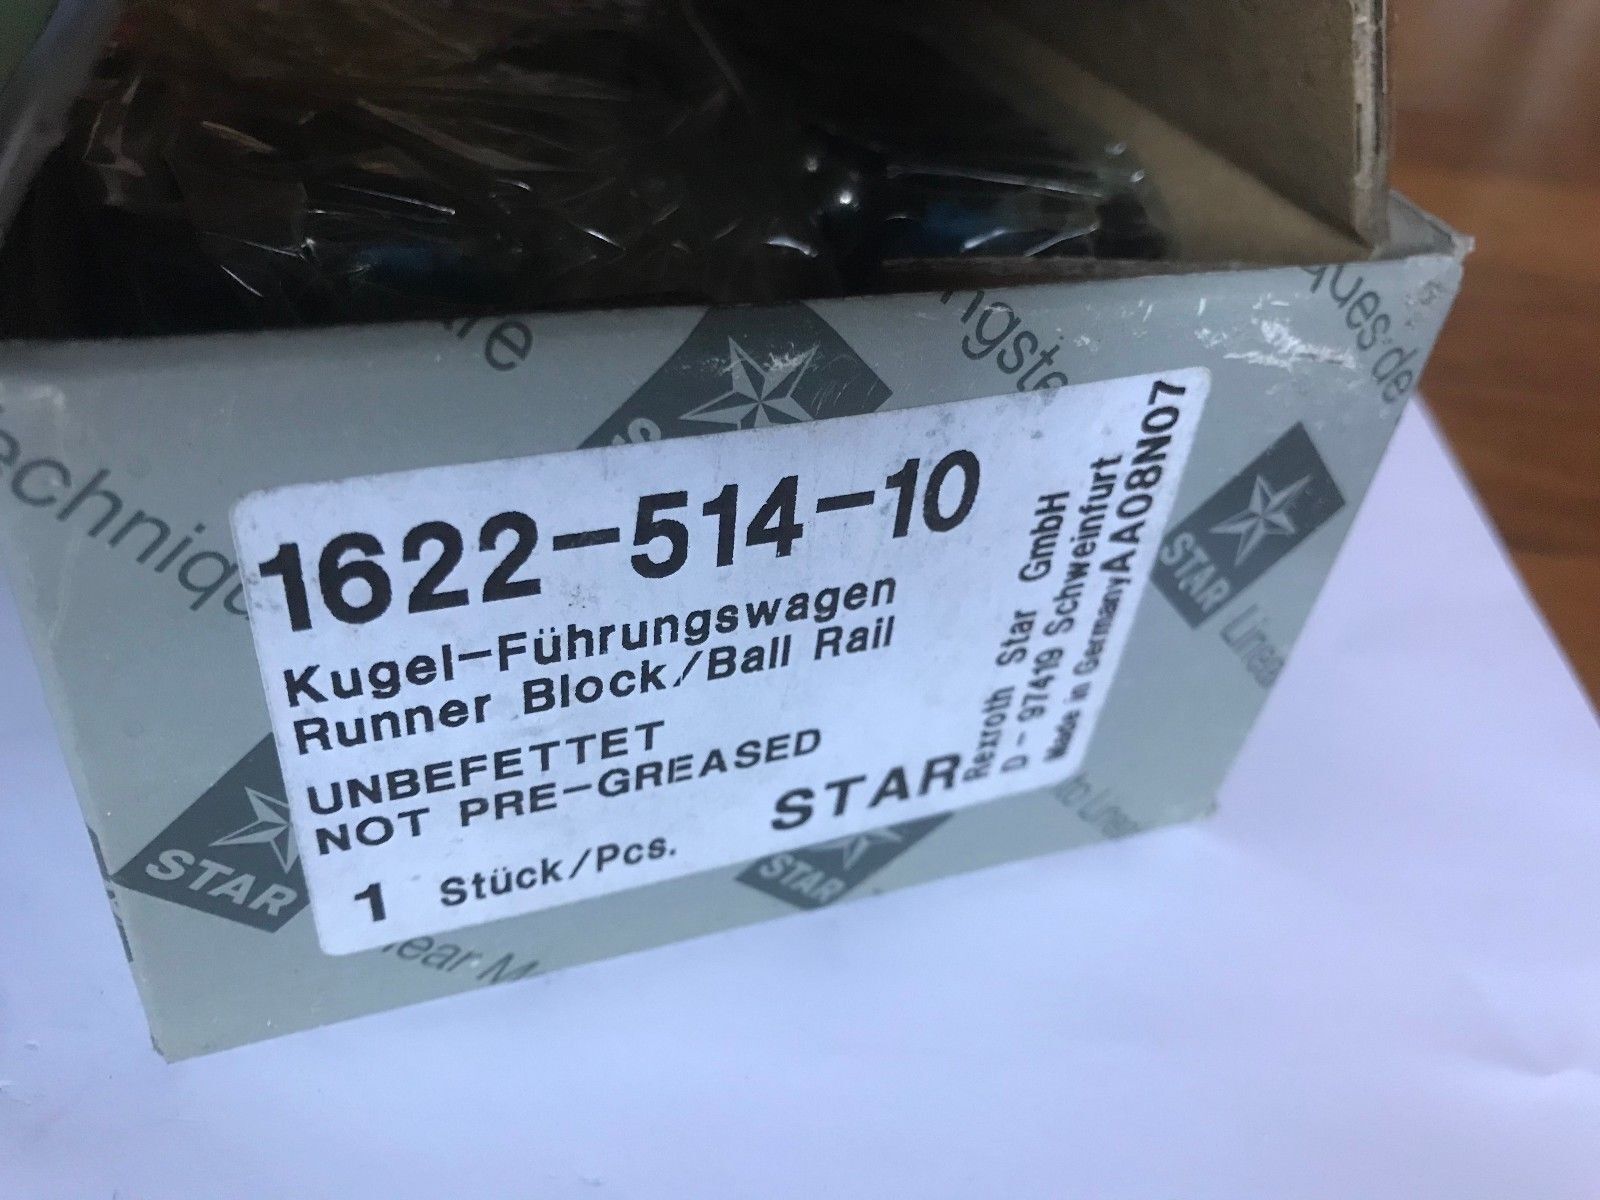 1622-514-10
Kugel-Führungswagen
Runner Block/Ball Rail
UNBEFETTET
NOT PRE-GREASED
1 Stück/Pcs.
STAR
Rexroth Star GmbH
D - 97419 Schweinfurt
Made in Germany
AA08N07
STAR
STAR
STAR
Linear